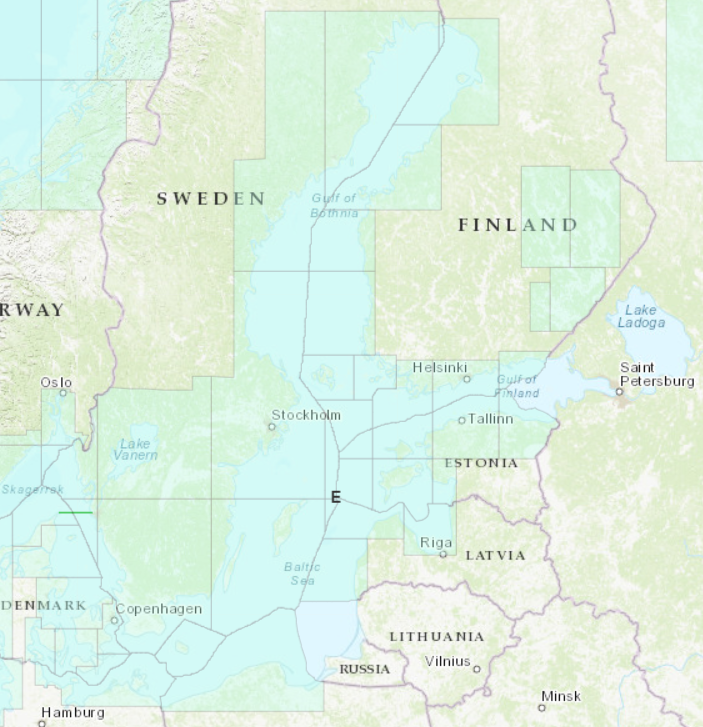 SWEDEN
Gulf of
Bothnia
FINLAND
RWAY
Lake
Ladoga
Helsinki
Saint
Petersburg
Oslo
Gulf of
Finland
Stockholm
Tallinn
Lake
Vanern
ESTONIA
Skagerrak
E
Riga
LATVIA
Baltic
Sea
DENMARK
Copenhagen
LITHUANIA
Vilnius
RUSSIA
Minsk
Hamburg